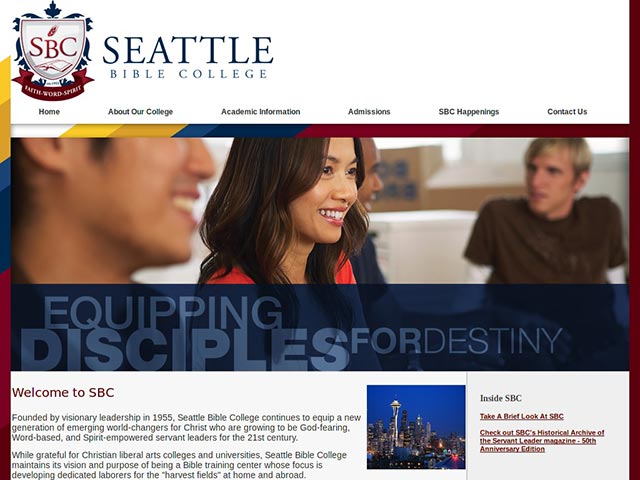 SBC
FAITH·WORD·SPIRIT
SEATTLE
BIBLE COLLEGE
Home About Our College Academic Information Admissions SBC Happenings Contact Us
EQUIPPING
DISCIPLESFORDESTINY
Welcome to SBC
Founded by visionary leadership in 1955, Seattle Bible College continues to equip a new
generation of emerging world-changers for Christ who are growing to be God-fearing,
Word-based, and Spirit-empowered servant leaders for the 21st century.
While grateful for Christian liberal arts colleges and universities, Seattle Bible College
maintains its vision and purpose of being a Bible training center whose focus is
developing dedicated laborers for the "harvest fields" at home and abroad.
Inside SBC
Take A Brief Look At SBC
Check out SBC's Historical Archive of
the Servant Leader magazine - 50th
Anniversary Edition